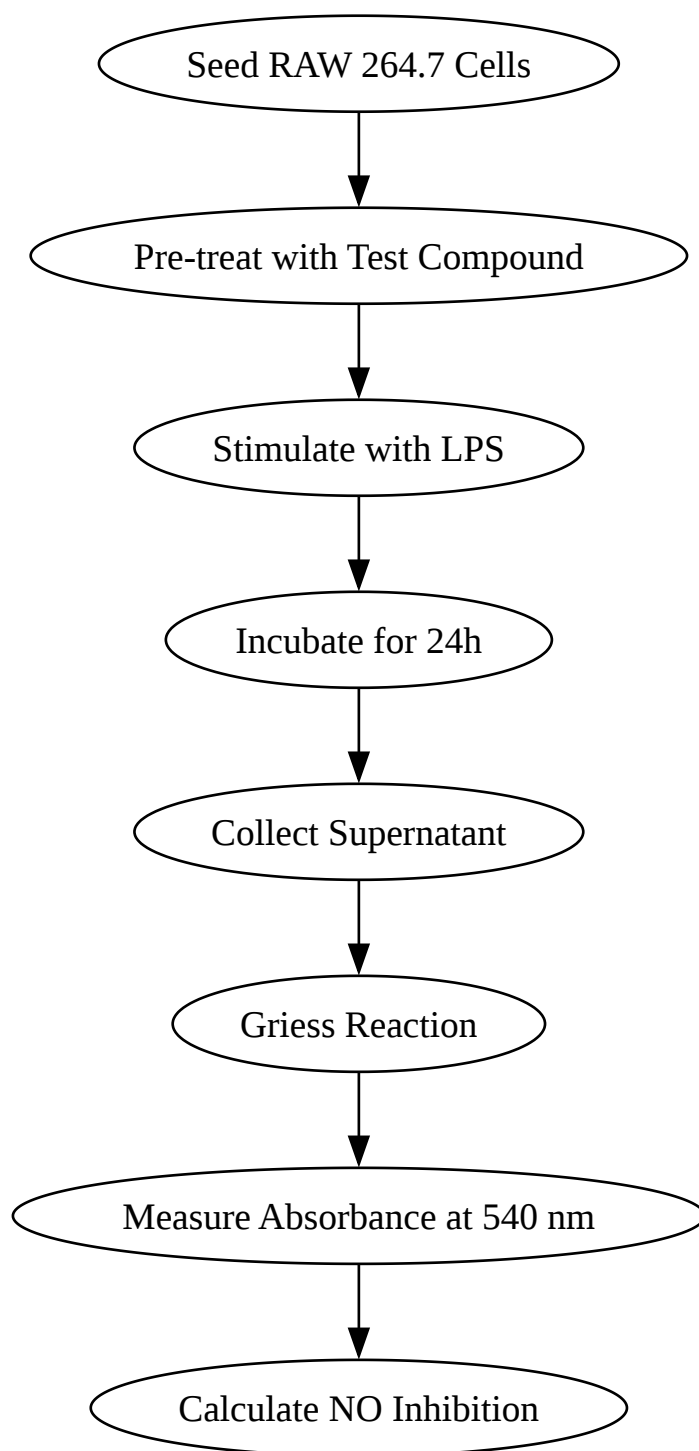 Seed RAW 264.7 Cells
Pre-treat with Test Compound
Stimulate with LPS
Incubate for 24h
Collect Supernatant
Griess Reaction
Measure Absorbance at 540 nm
Calculate NO Inhibition